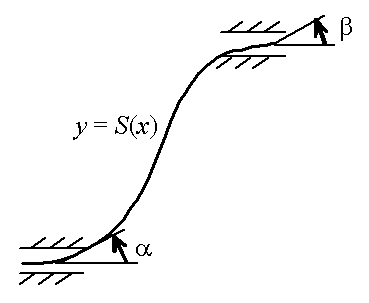 β
y = S(x)
α